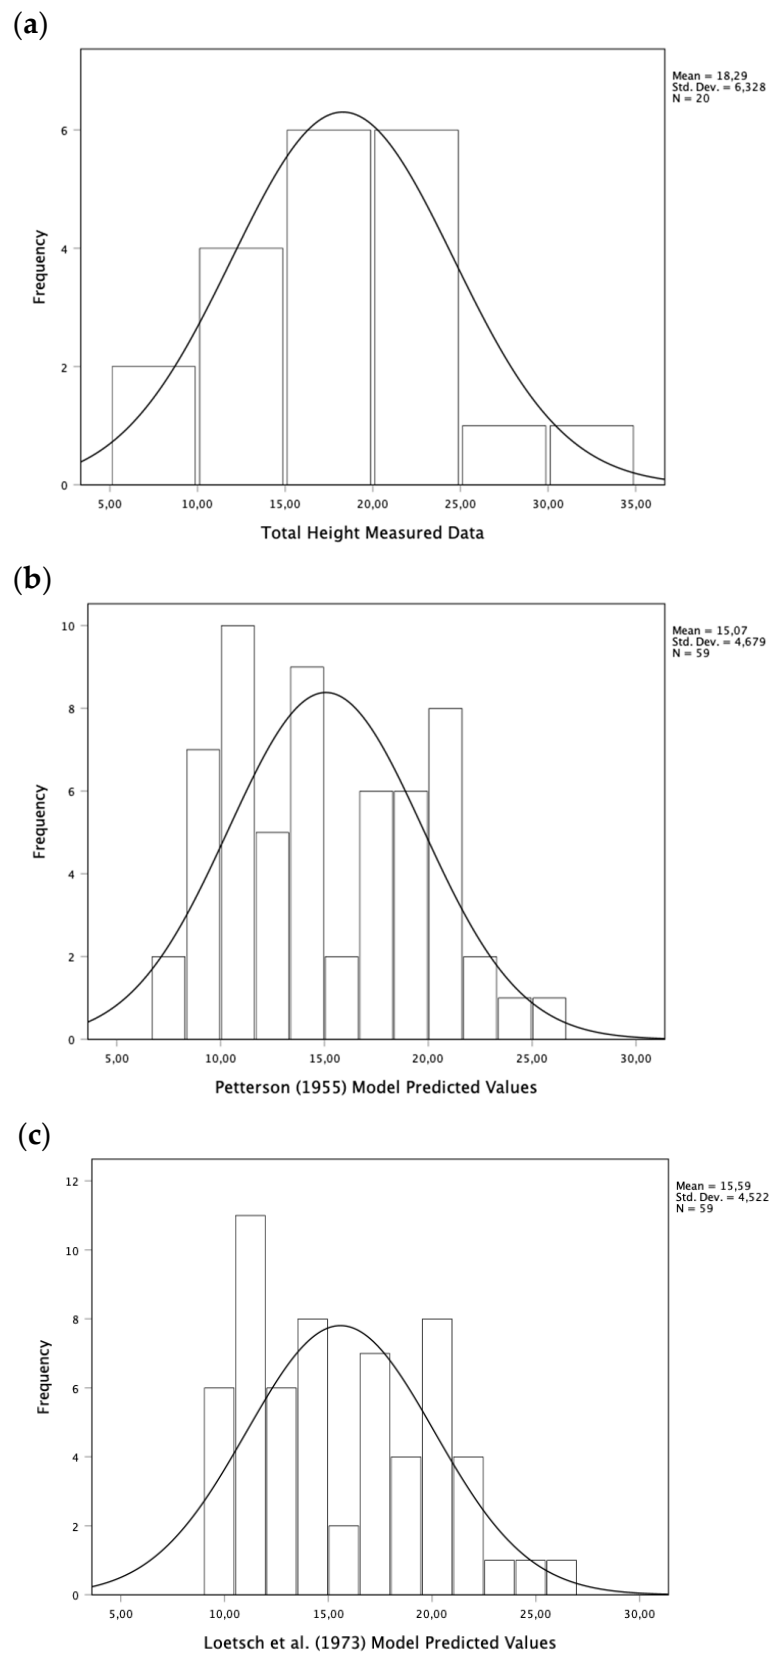 (a)
Mean = 18,29
Std. Dev. = 6,328
N = 20
6
4
2
0
Frequency
5,00 10,00 15,00 20,00 25,00 30,00 35,00
Total Height Measured Data
(b)
Mean = 15,07
Std. Dev. = 4,679
N = 59
10
8
6
4
2
0
Frequency
5,00 10,00 15,00 20,00 25,00 30,00
Petterson (1955) Model Predicted Values
(c)
Mean = 15,59
Std. Dev. = 4,522
N = 59
12
10
8
6
4
2
0
Frequency
5,00 10,00 15,00 20,00 25,00 30,00
Loetsch et al. (1973) Model Predicted Values